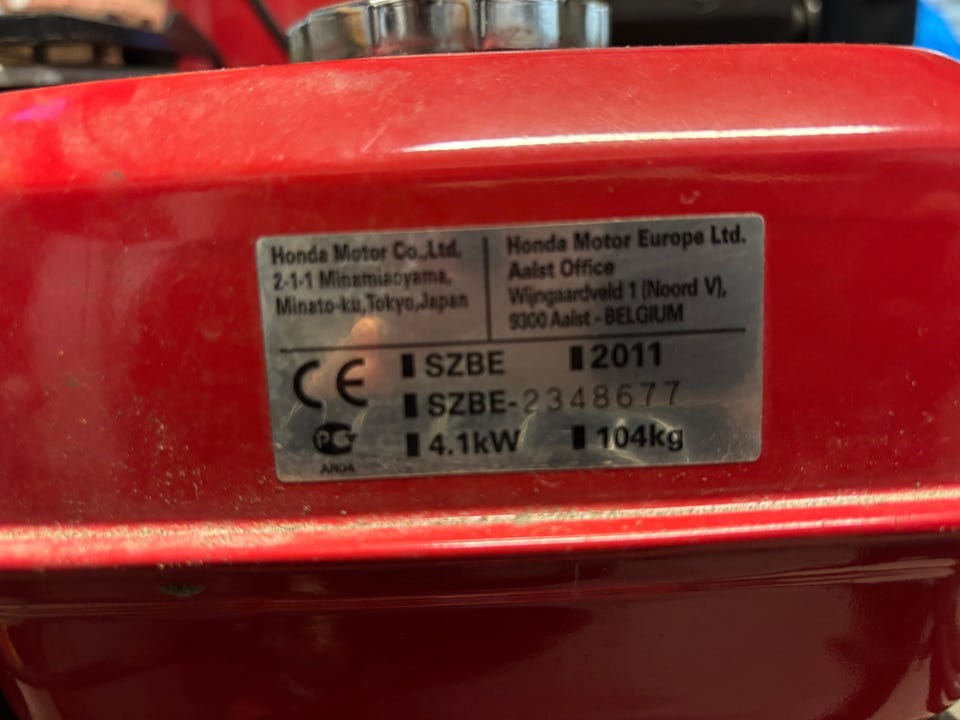 Honda Motor Co.,Ltd.
2-1-1 Minamiaoyama,
Minato-ku,Tokyo,Japan
Honda Motor Europe Ltd.
Aalst Office
Wijngaardveld 1 (Noord V),
9300 Aalst - BELGIUM
CE
SZBE
2011
SZBE-2348677
4.1kW
104kg